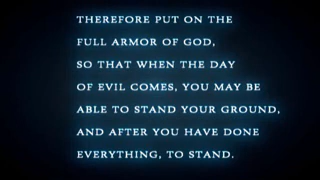 THEREFORE PUT ON THE
FULL ARMOR OF GOD,
SO THAT WHEN THE DAY
OF EVIL COMES, YOU MAY BE
ABLE TO STAND YOUR GROUND,
AND AFTER YOU HAVE DONE
EVERYTHING, TO STAND.